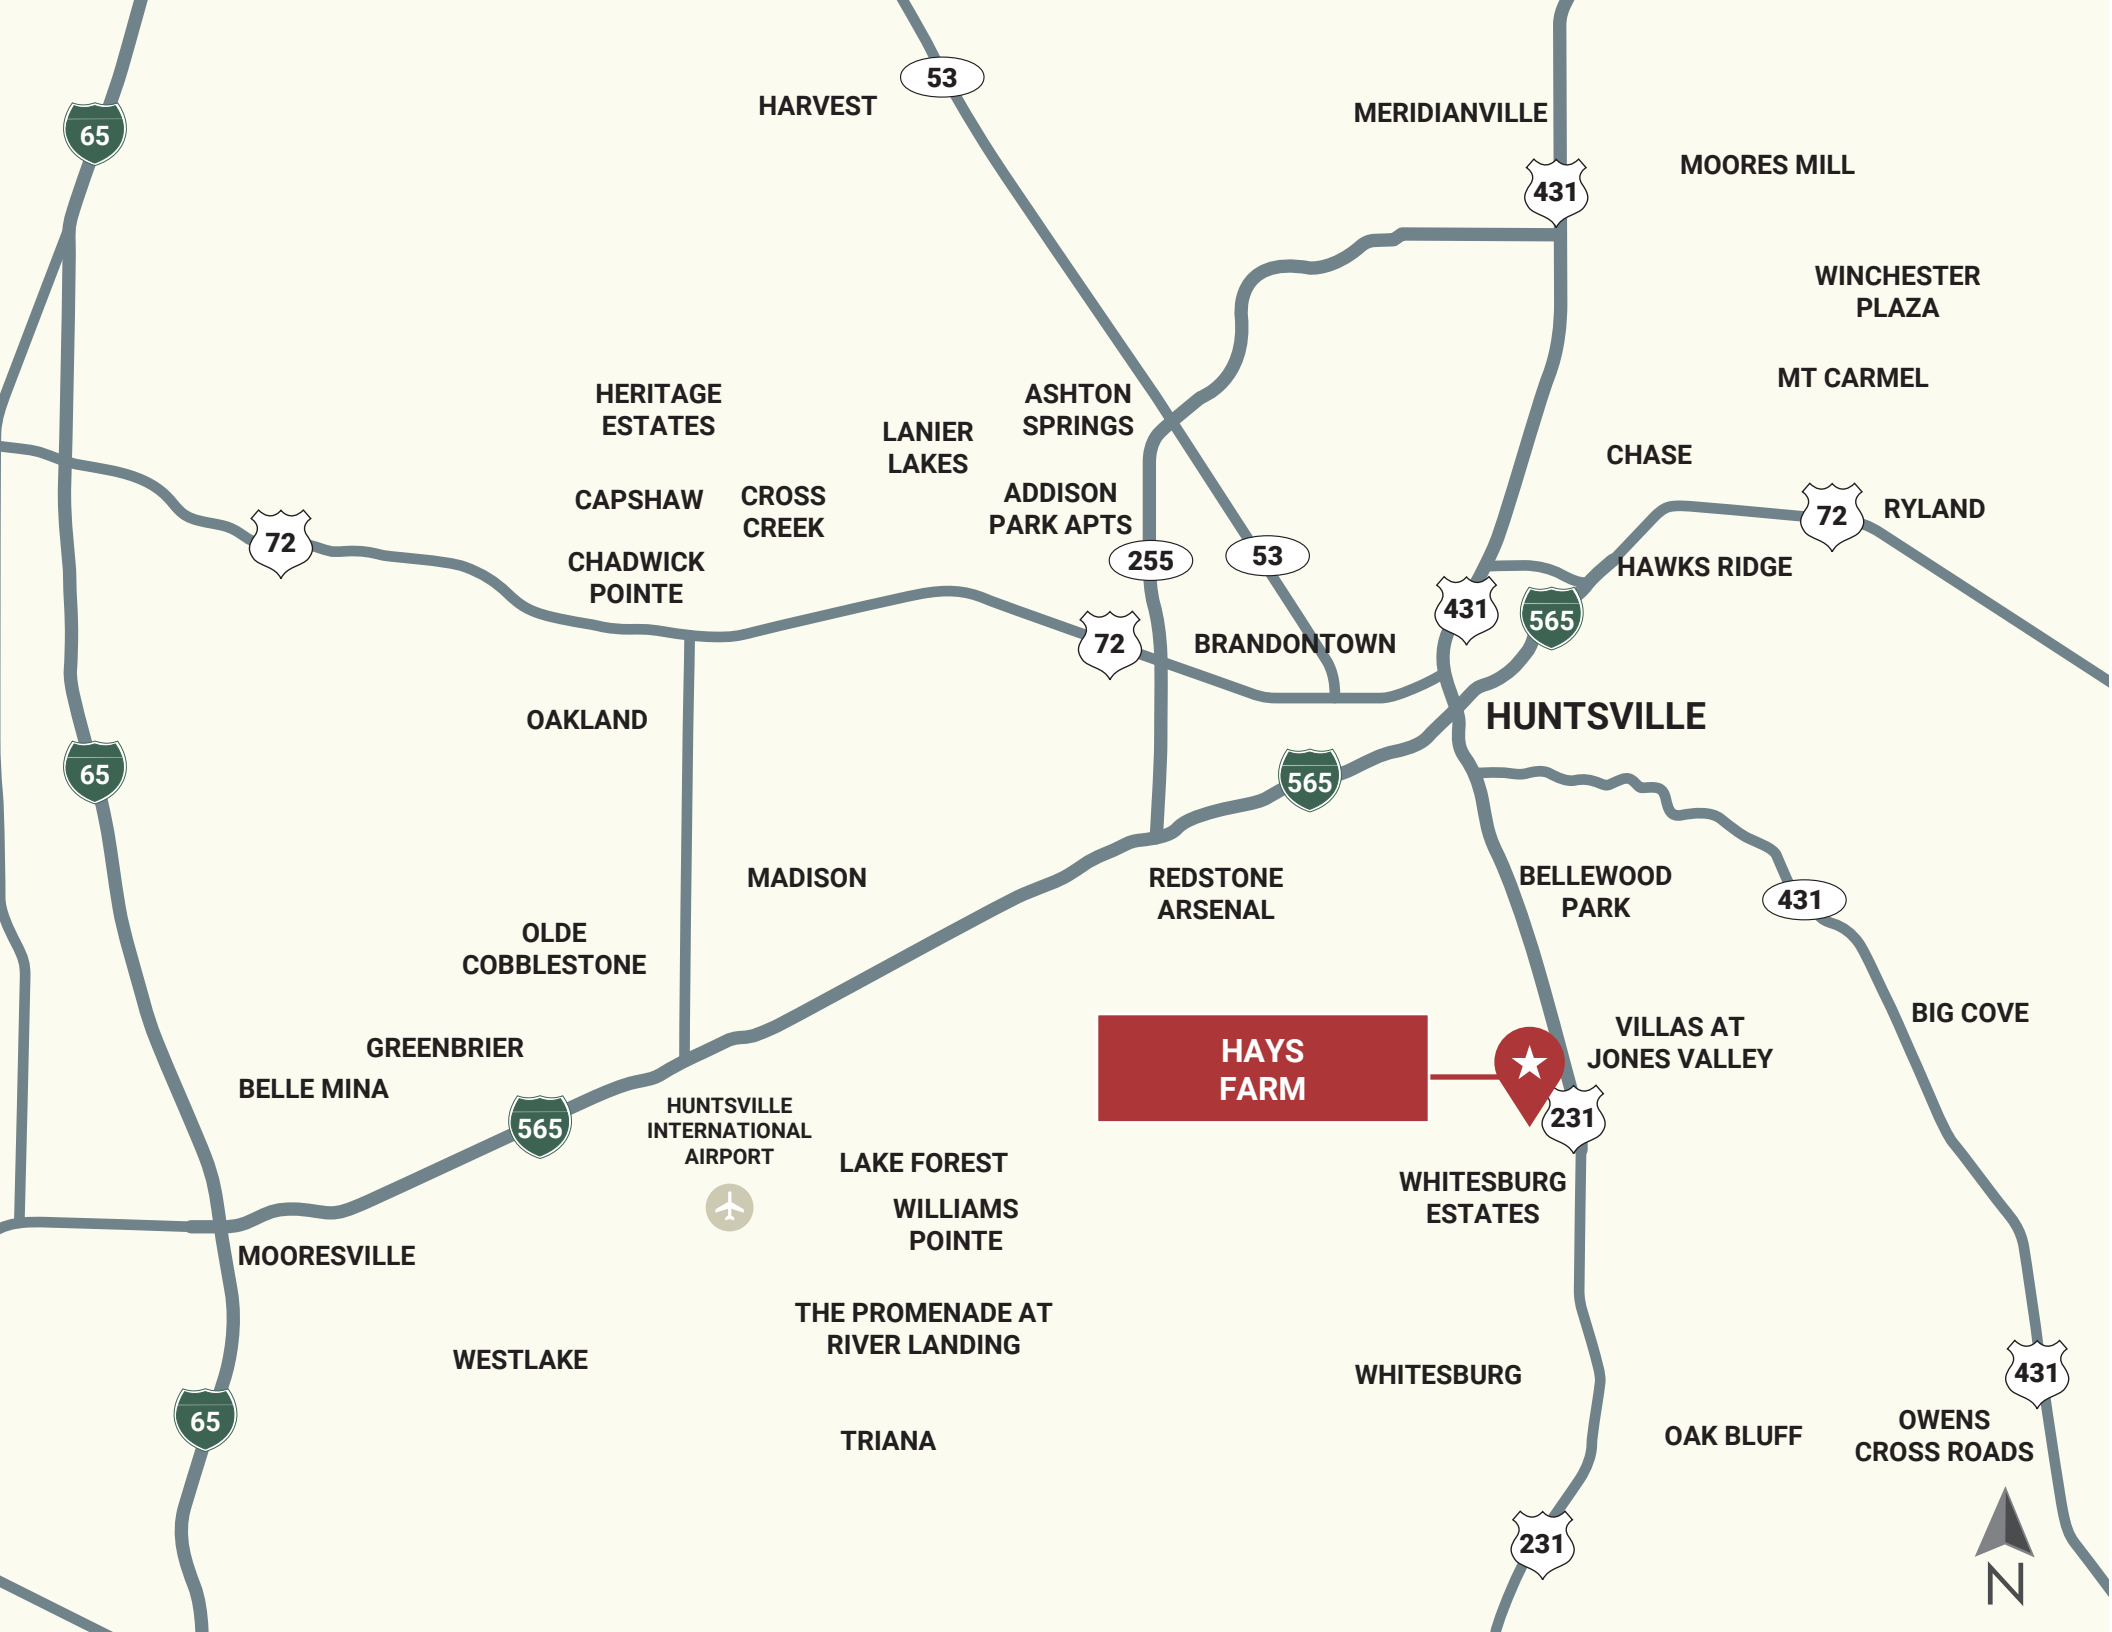 53
HARVEST
65
MERIDIANVILLE
MOORES MILL
431
WINCHESTER
PLAZA
MT CARMEL
HERITAGE
ESTATES
ASHTON
SPRINGS
LANIER
LAKES
CHASE
CAPSHAW
CROSS
CREEK
ADDISON
PARK APTS
72
RYLAND
72
CHADWICK
POINTE
255
53
HAWKS RIDGE
431
565
72
BRANDONTOWN
OAKLAND
HUNTSVILLE
65
565
MADISON
REDSTONE
ARSENAL
BELLEWOOD
PARK
431
OLDE
COBBLESTONE
BIG COVE
GREENBRIER
BELLE MINA
HAYS
FARM
VILLAS AT
JONES VALLEY
565
HUNTSVILLE
INTERNATIONAL
AIRPORT
231
LAKE FOREST
WILLIAMS
POINTE
WHITESBURG
ESTATES
MOORESVILLE
THE PROMENADE AT
RIVER LANDING
WESTLAKE
WHITESBURG
431
65
TRIANA
OAK BLUFF
OWENS
CROSS ROADS
231
N